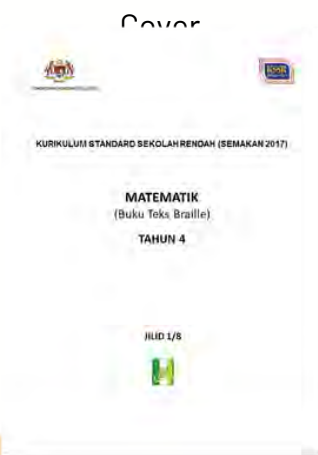 Cover
KURIKULUM STANDARD SEKOLAH RENDAH (SEMAKAN 2017)
MATEMATIK
(Buku Teks Braille)
TAHUN 4
JILID 1/8